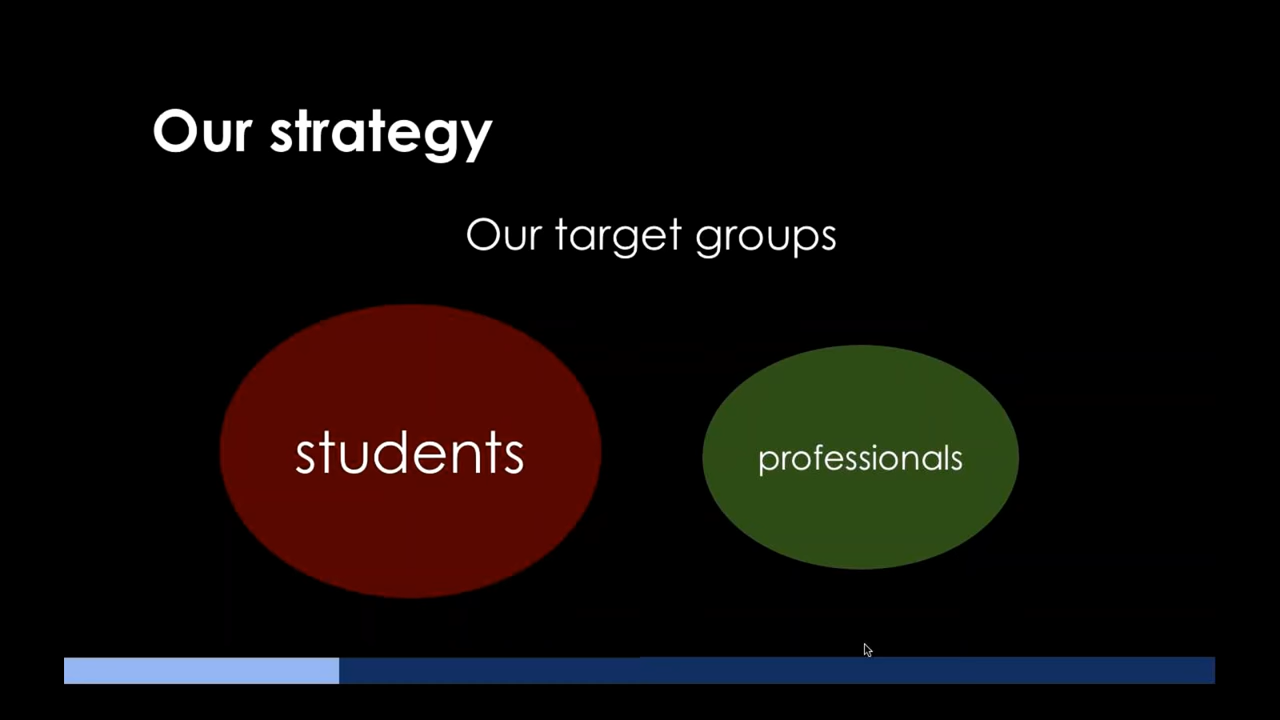 Our strategy
Our target groups
students
professionals